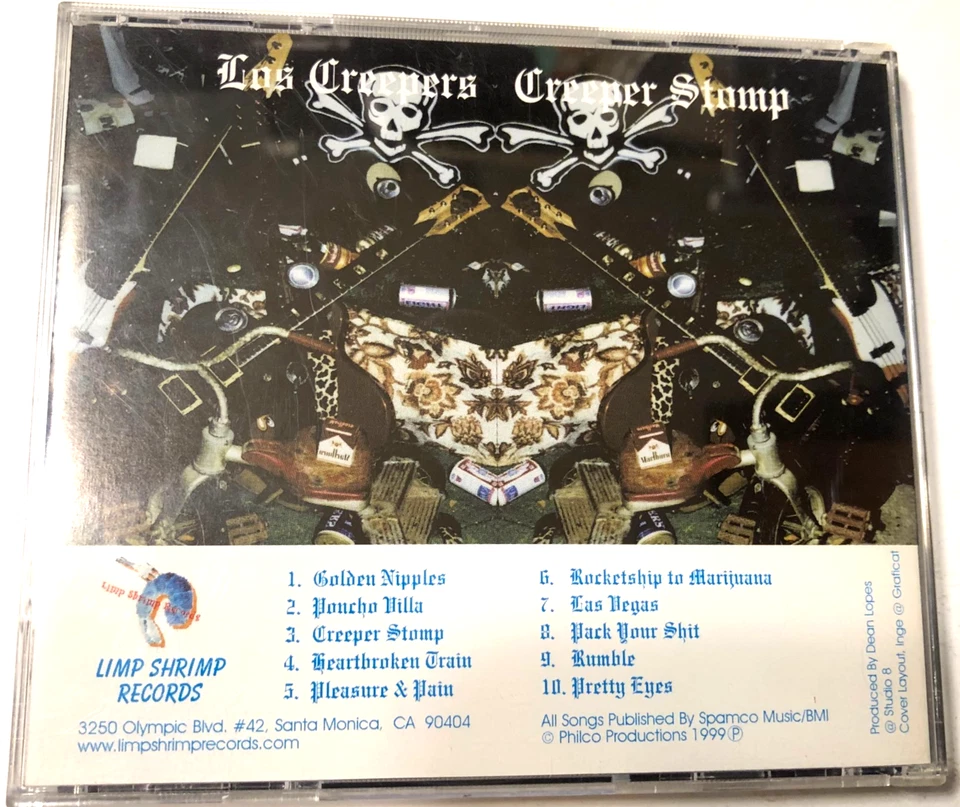 Los Creepers Creeper Stomp
Marlboro
Limp Shrimp Records
LIMP SHRIMP
RECORDS
1. Golden Nipples
2. Poncho Villa
3. Creeper Stomp
4. Heartbroken Train
5. Pleasure & Pain
6. Rocketship to Marijuana
7. Las Vegas
8. Pack Your Shit
9. Rumble
10. Pretty Eyes
3250 Olympic Blvd. #42, Santa Monica, CA 90404
www.limpshrimprecords.com
All Songs Published By Spamco Music/BMI
© Philco Productions 1999 ℗
Produced By Dean Lopes
@ Studio 8
Cover Layout, Inge @ Graficat